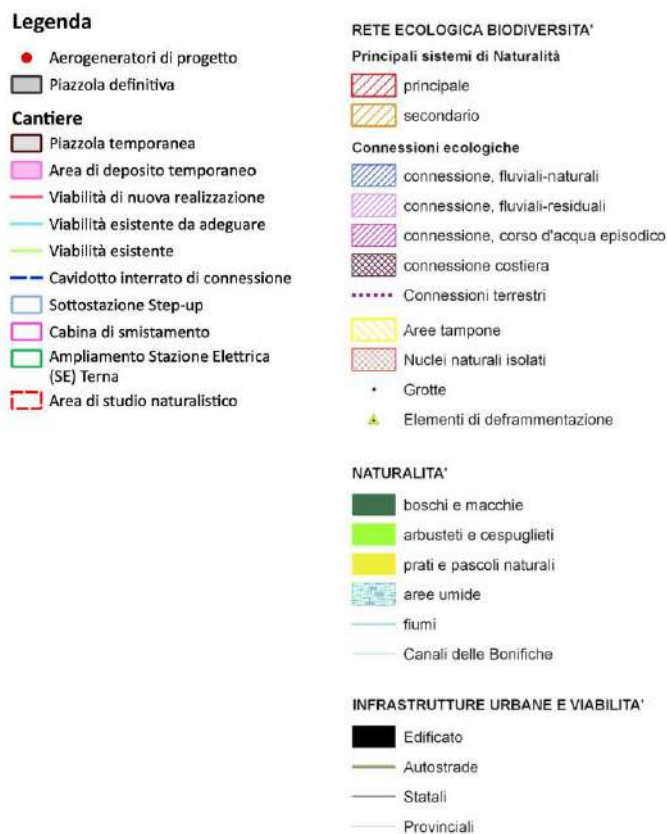 Legenda
Aerogeneratori di progetto
Piazzola definitiva
Cantiere
Piazzola temporanea
Area di deposito temporaneo
Viabilità di nuova realizzazione
Viabilità esistente da adeguare
Viabilità esistente
Cavidotto interrato di connessione
Sottostazione Step-up
Cabina di smistamento
Ampliamento Stazione Elettrica
(SE) Terna
Area di studio naturalistico
RETE ECOLOGICA BIODIVERSITA'
Principali sistemi di Naturalità
principale
secondario
Connessioni ecologiche
connessione, fluviali-naturali
connessione, fluviali-residuali
connessione, corso d'acqua episodico
connessione costiera
Connessioni terrestri
Aree tampone
Nuclei naturali isolati
Grotte
Elementi di deframmentazione
NATURALITA'
boschi e macchie
arbusteti e cespuglieti
prati e pascoli naturali
aree umide
fiumi
Canali delle Bonifiche
INFRASTRUTTURE URBANE E VIABILITA'
Edificato
Autostrade
Statali
Provinciali